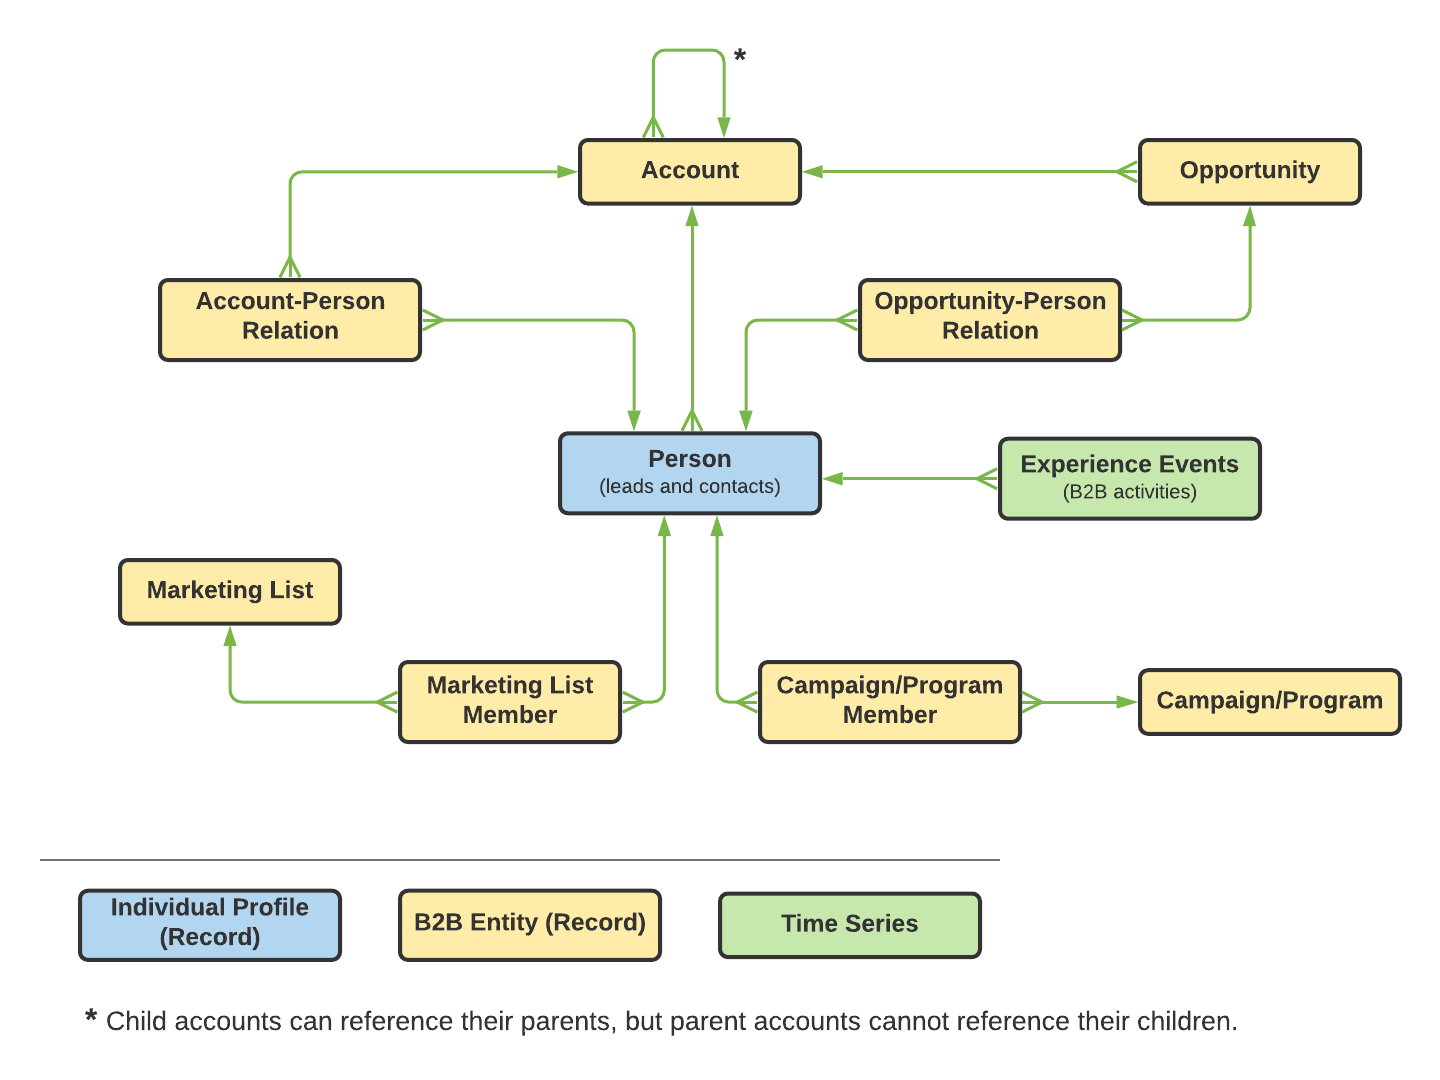 *
Account
Opportunity
Account-Person
Relation
Opportunity-Person
Relation
Person
(leads and contacts)
Experience Events
(B2B activities)
Marketing List
Marketing List
Member
Campaign/Program
Member
Campaign/Program
Individual Profile
(Record)
B2B Entity (Record)
Time Series
* Child accounts can reference their parents, but parent accounts cannot reference their children.